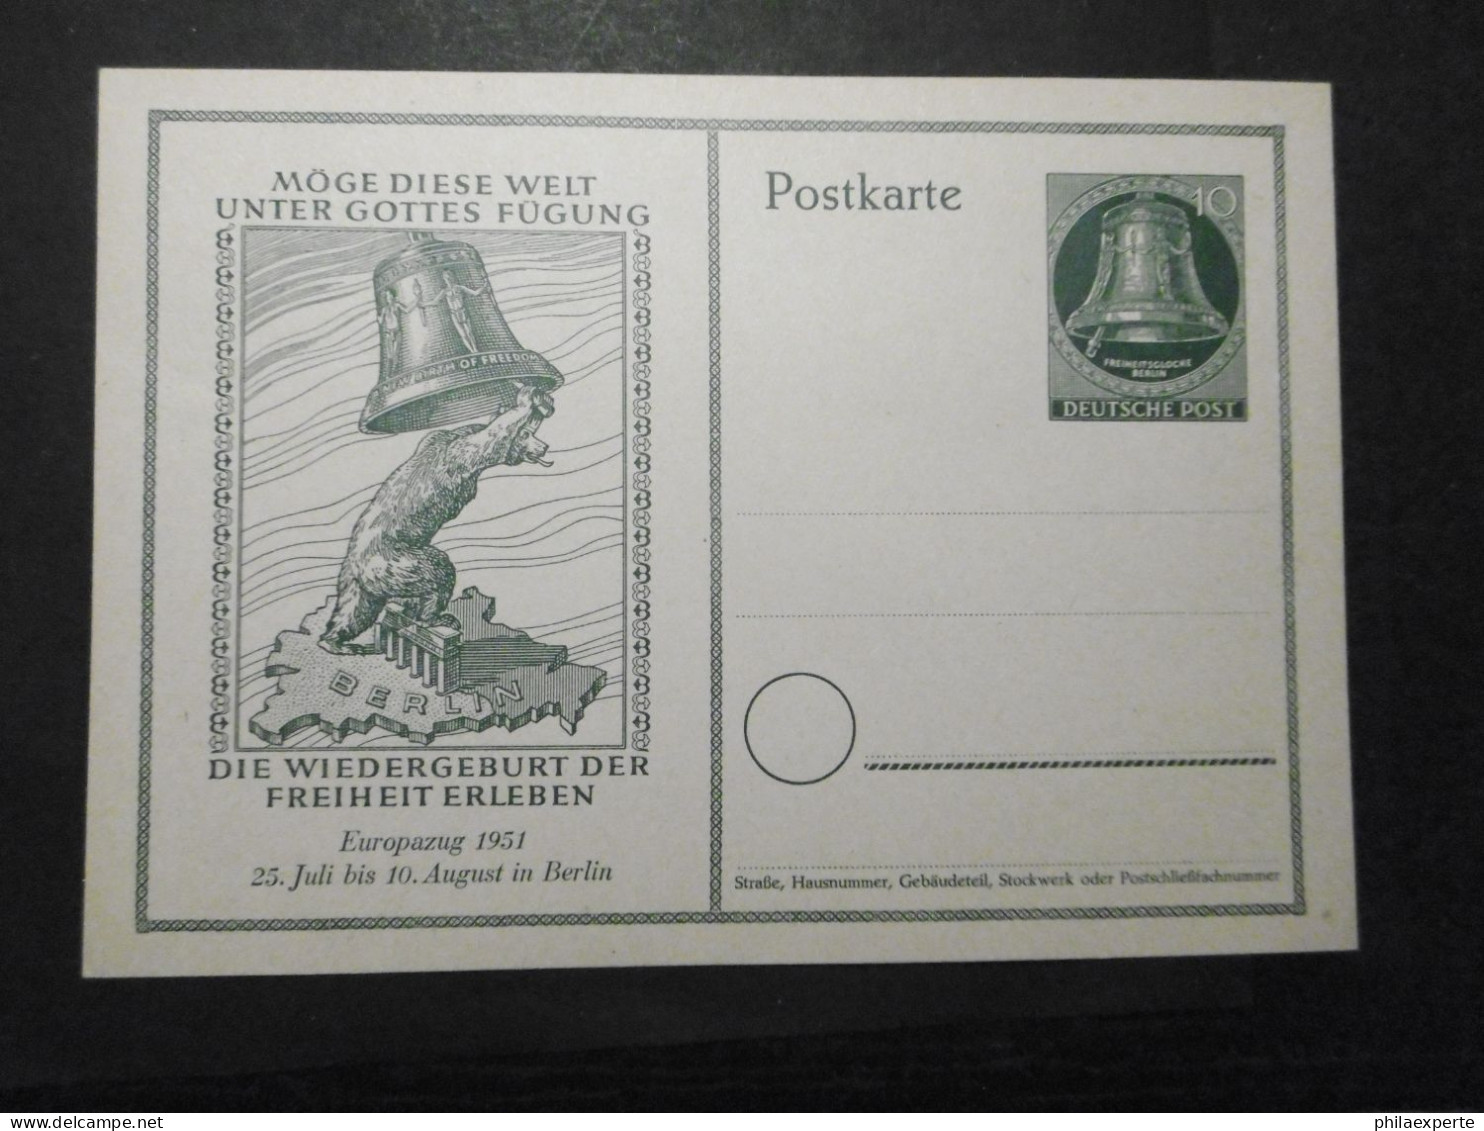 MÖGE DIESE WELT
UNTER GOTTES FÜGUNG
OF FREEDOM
BERLIN
DIE WIEDERGEBURT DER
FREIHEIT ERLEBEN
Europazug 1951
25. Juli bis 10. August in Berlin
Postkarte
10
FREIHEITSGLOCKE
BERLIN
DEUTSCHE POST
Straße, Hausnummer, Gebäudeteil, Stockwerk oder Postschließfachnummer
philaexperte